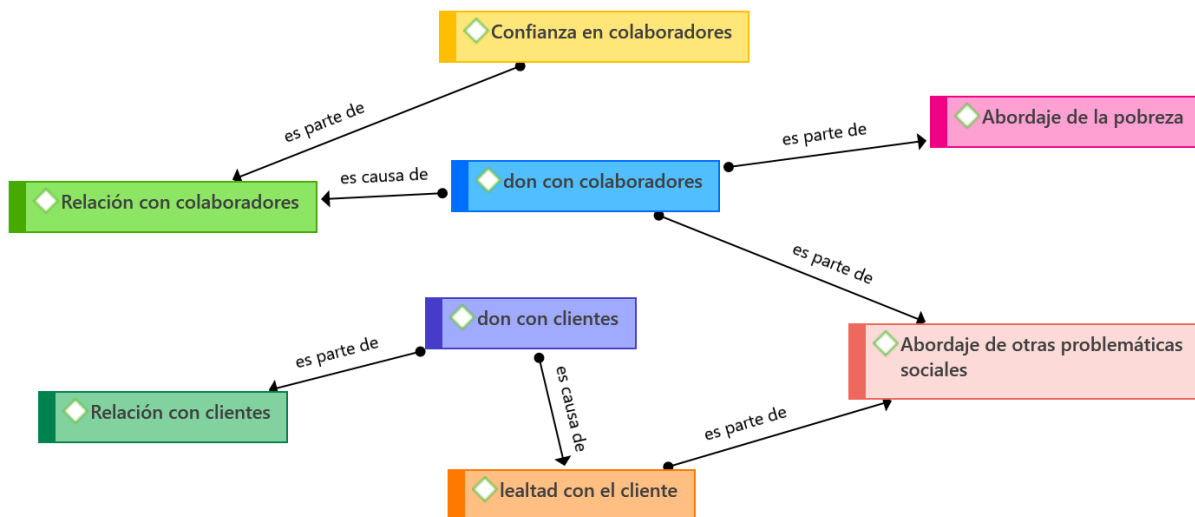 Confianza en colaboradores
es parte de
Abordaje de la pobreza
es parte de
es causa de
don con colaboradores
Relación con colaboradores
es parte de
don con clientes
es parte de
Abordaje de otras problemáticas
sociales
es causa de
Relación con clientes
es parte de
lealtad con el cliente